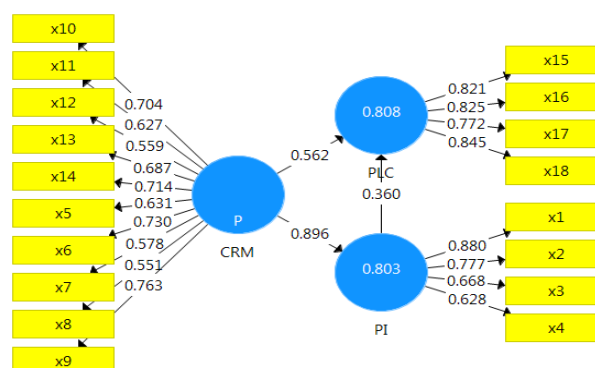 x10
x11
x12
x13
x14
x5
x6
x7
x8
x9
0.704
0.627
0.559
0.687
0.714
0.631
0.730
0.578
0.551
0.763
P
CRM
0.562
0.896
0.808
PLC
0.360
0.803
PI
0.821
0.825
0.772
0.845
x15
x16
x17
x18
0.880
0.777
0.668
0.628
x1
x2
x3
x4